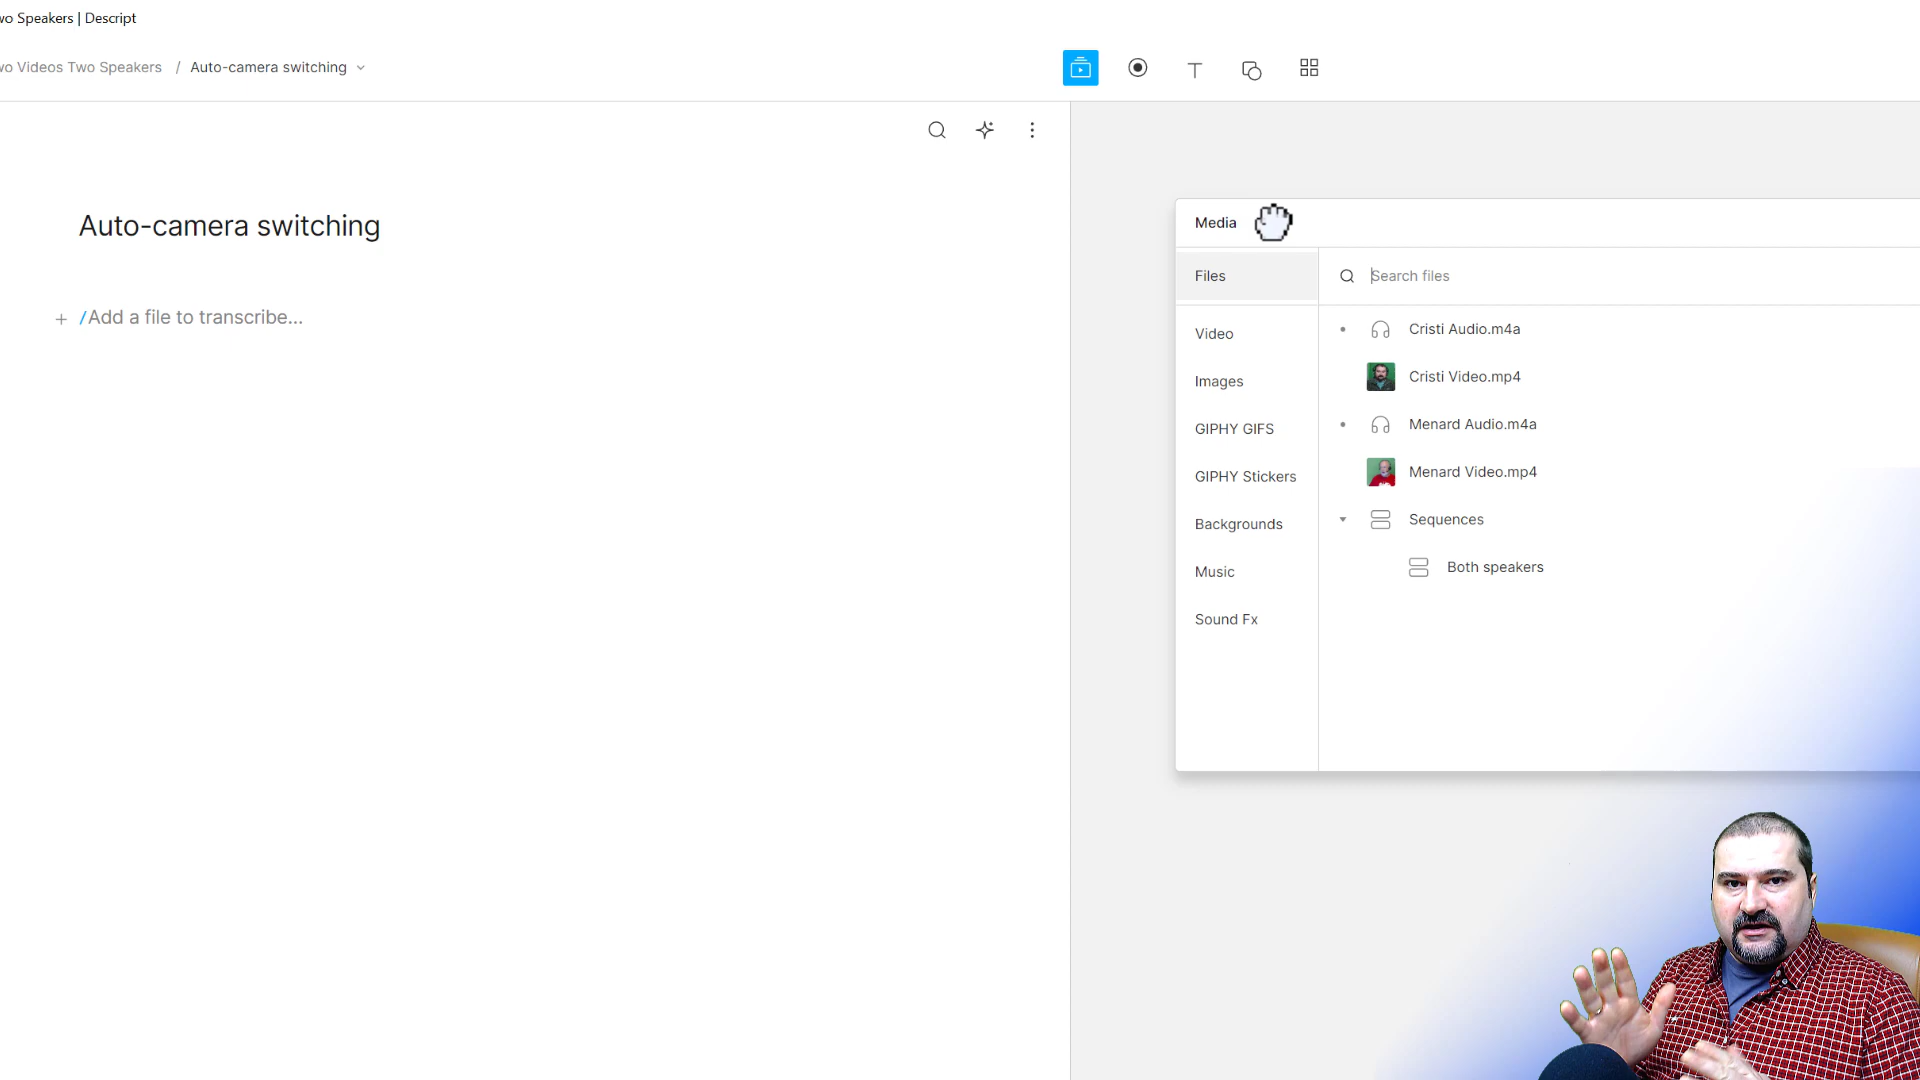 Speakers | Descript
Videos Two Speakers / Auto-camera switching
Auto-camera switching
/Add a file to transcribe...
Media
Files
Search files
Video
Images
GIPHY GIFS
GIPHY Stickers
Backgrounds
Music
Sound Fx
Cristi Audio.m4a
Cristi Video.mp4
Menard Audio.m4a
Menard Video.mp4
Sequences
Both speakers